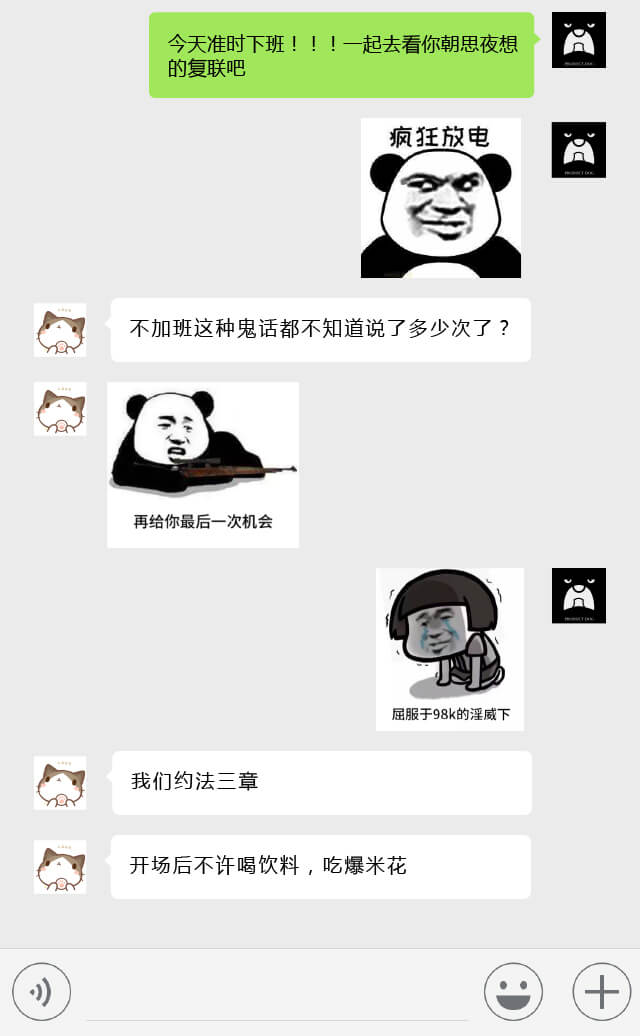 今天准时下班！！！一起去看你朝思夜想
的复联吧
疯狂放电
不加班这种鬼话都不知道说了多少次了？
再给你最后一次机会
屈服于98k的淫威下
我们约法三章
开场后不许喝饮料，吃爆米花